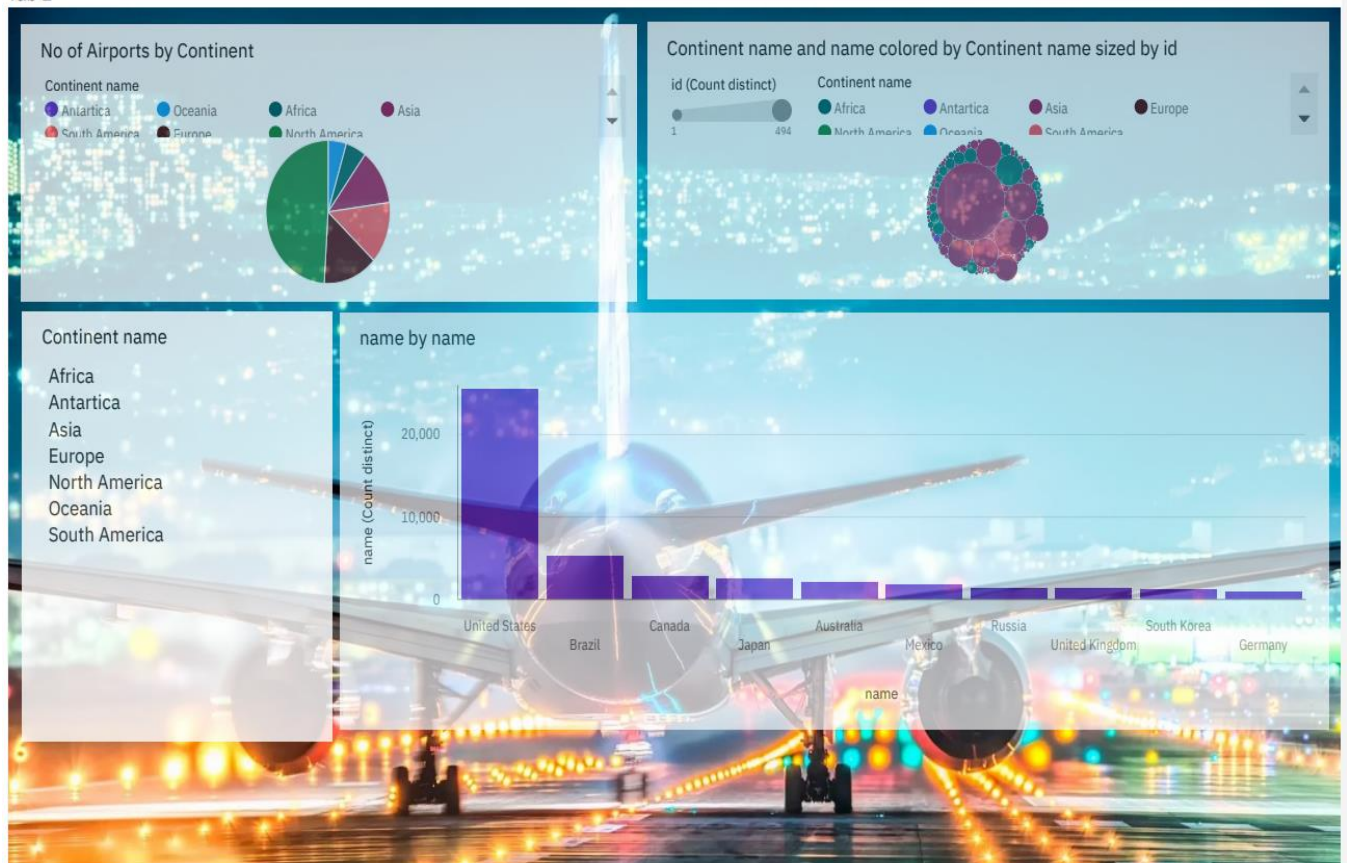 No of Airports by Continent
Continent name
Antartica Oceania Africa Asia
South America Europe North America
Continent name and name colored by Continent name sized by id
id (Count distinct)
1 494
Continent name
Africa Antartica Asia Europe
North America Oceania South America
Continent name
Africa
Antartica
Asia
Europe
North America
Oceania
South America
name by name
name (Count distinct)
20,000
10,000
0
United States Canada Australia Russia South Korea
Brazil Japan Mexico United Kingdom Germany
name